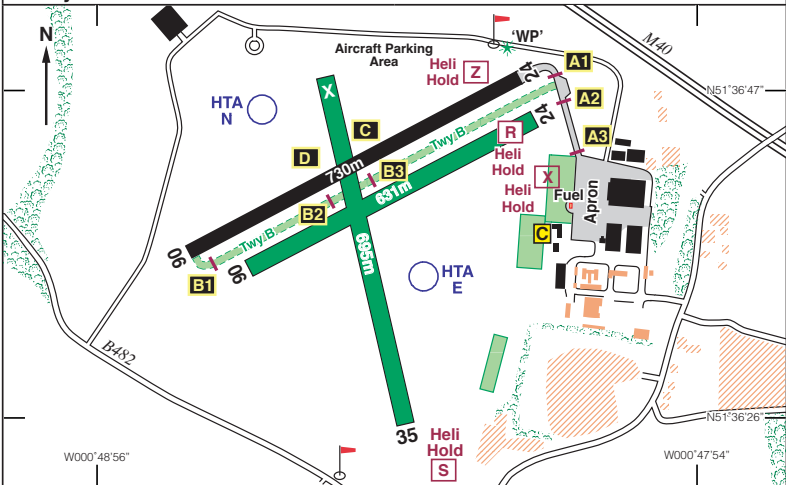 N
Aircraft Parking
Area
'WP'
M40
Heli
Hold
Z
24
A1
N51°36'47"
A2
HTA
N
X
C
24
R
Twy B
A3
D
730m
B3
Heli
Hold
X
Heli
Hold
Fuel
Apron
631m
B2
Twy B
C
06
06
695m
B1
HTA
E
B482
35
Heli
Hold
S
N51°36'26"
W000°48'56"
W000°47'54"